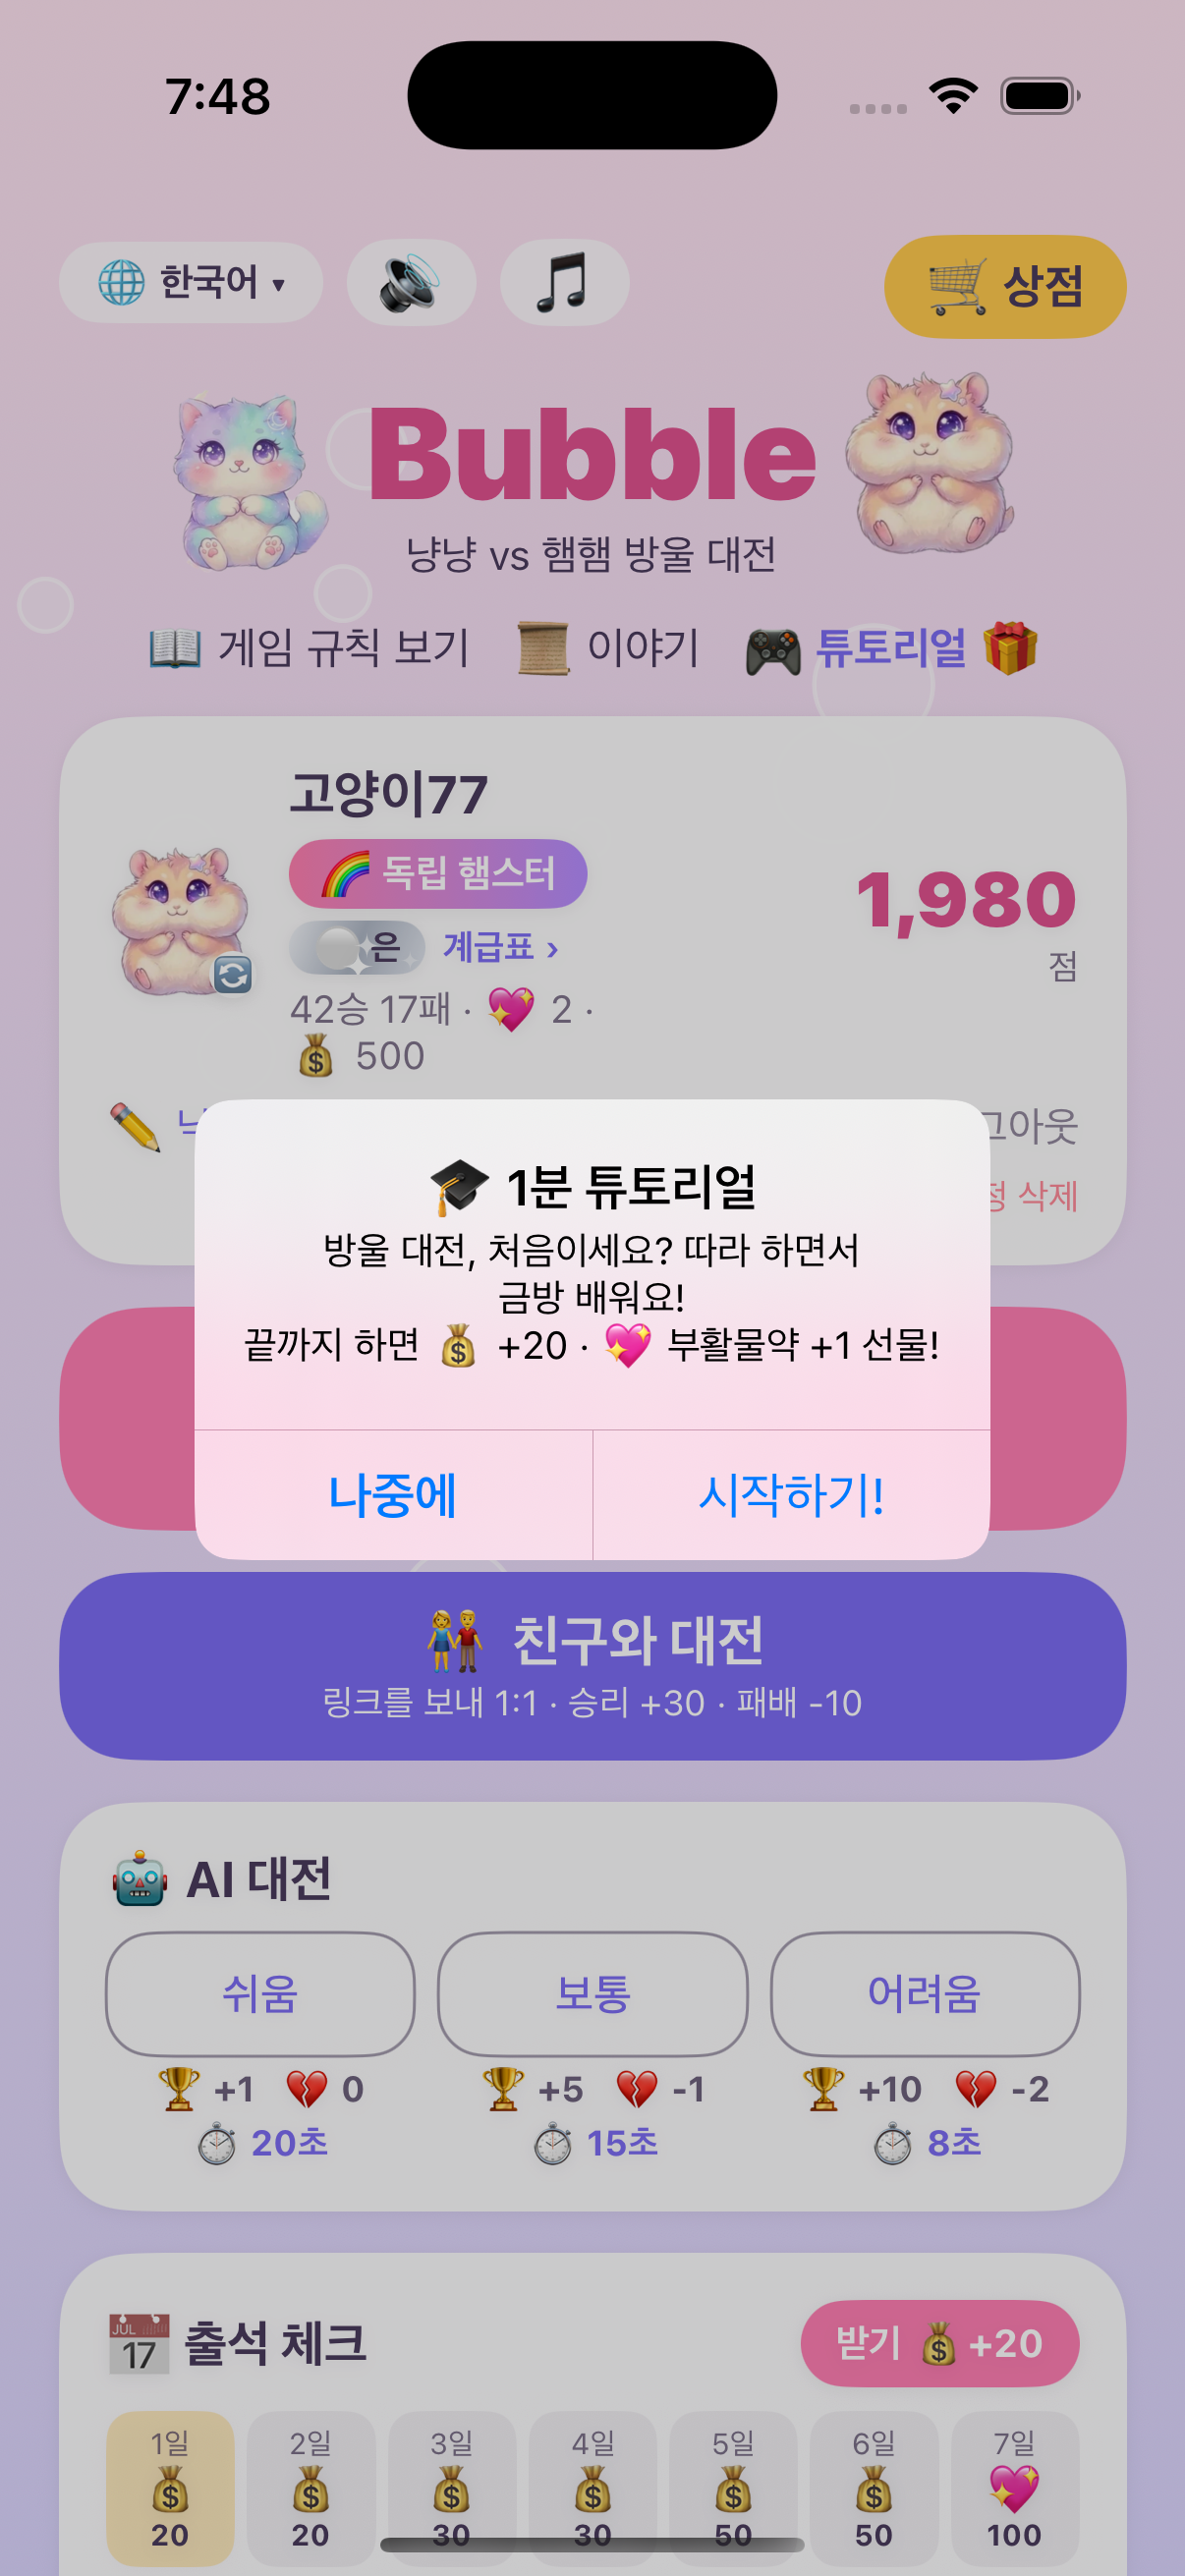 7:48
한국어 ▾
상점
Bubble
냥냥 vs 햄햄 방울 대전
게임 규칙 보기 이야기 튜토리얼
고양이77
독립 햄스터
은 계급표 ›
1,980
점
42승 17패 · 2 ·
500
그아웃
삭제
1분 튜토리얼
방울 대전, 처음이세요? 따라 하면서
금방 배워요!
끝까지 하면 +20 · 부활물약 +1 선물!
나중에 시작하기!
친구와 대전
링크를 보내 1:1 · 승리 +30 · 패배 -10
AI 대전
쉬움 보통 어려움
+1 0 +5 -1 +10 -2
20초 15초 8초
JUL 17 출석 체크 받기 +20
1일 2일 3일 4일 5일 6일 7일
20 20 30 30 50 50 100